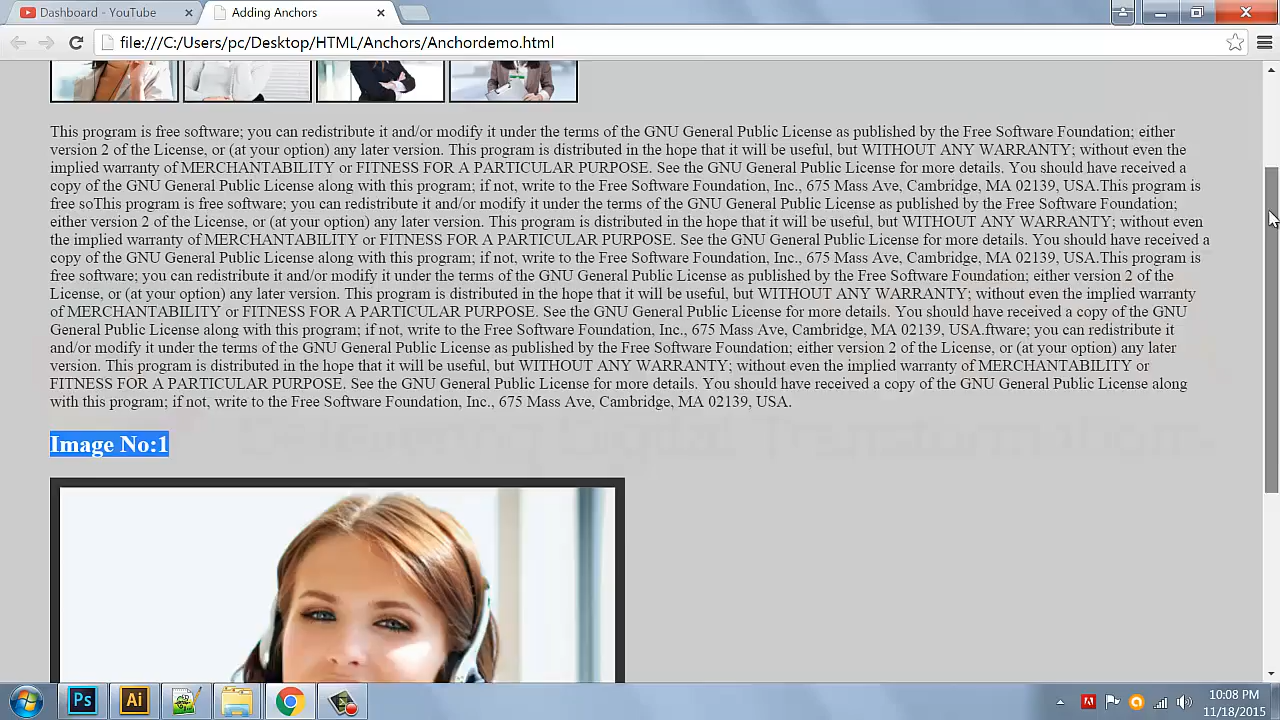 Dashboard - YouTube
Adding Anchors
file:///C:/Users/pc/Desktop/HTML/Anchors/Anchordemo.html
This program is free software; you can redistribute it and/or modify it under the terms of the GNU General Public License as published by the Free Software Foundation; either
version 2 of the License, or (at your option) any later version. This program is distributed in the hope that it will be useful, but WITHOUT ANY WARRANTY; without even the
implied warranty of MERCHANTABILITY or FITNESS FOR A PARTICULAR PURPOSE. See the GNU General Public License for more details. You should have received a
copy of the GNU General Public License along with this program; if not, write to the Free Software Foundation, Inc., 675 Mass Ave, Cambridge, MA 02139, USA.This program is
free soThis program is free software; you can redistribute it and/or modify it under the terms of the GNU General Public License as published by the Free Software Foundation;
either version 2 of the License, or (at your option) any later version. This program is distributed in the hope that it will be useful, but WITHOUT ANY WARRANTY; without even
the implied warranty of MERCHANTABILITY or FITNESS FOR A PARTICULAR PURPOSE. See the GNU General Public License for more details. You should have received a
copy of the GNU General Public License along with this program; if not, write to the Free Software Foundation, Inc., 675 Mass Ave, Cambridge, MA 02139, USA.This program is
free software; you can redistribute it and/or modify it under the terms of the GNU General Public License as published by the Free Software Foundation; either version 2 of the
License, or (at your option) any later version. This program is distributed in the hope that it will be useful, but WITHOUT ANY WARRANTY; without even the implied warranty
of MERCHANTABILITY or FITNESS FOR A PARTICULAR PURPOSE. See the GNU General Public License for more details. You should have received a copy of the GNU
General Public License along with this program; if not, write to the Free Software Foundation, Inc., 675 Mass Ave, Cambridge, MA 02139, USA.ftware; you can redistribute it
and/or modify it under the terms of the GNU General Public License as published by the Free Software Foundation; either version 2 of the License, or (at your option) any later
version. This program is distributed in the hope that it will be useful, but WITHOUT ANY WARRANTY; without even the implied warranty of MERCHANTABILITY or
FITNESS FOR A PARTICULAR PURPOSE. See the GNU General Public License for more details. You should have received a copy of the GNU General Public License along
with this program; if not, write to the Free Software Foundation, Inc., 675 Mass Ave, Cambridge, MA 02139, USA.
Image No:1
Ps
Ai
10:08 PM
11/18/2015